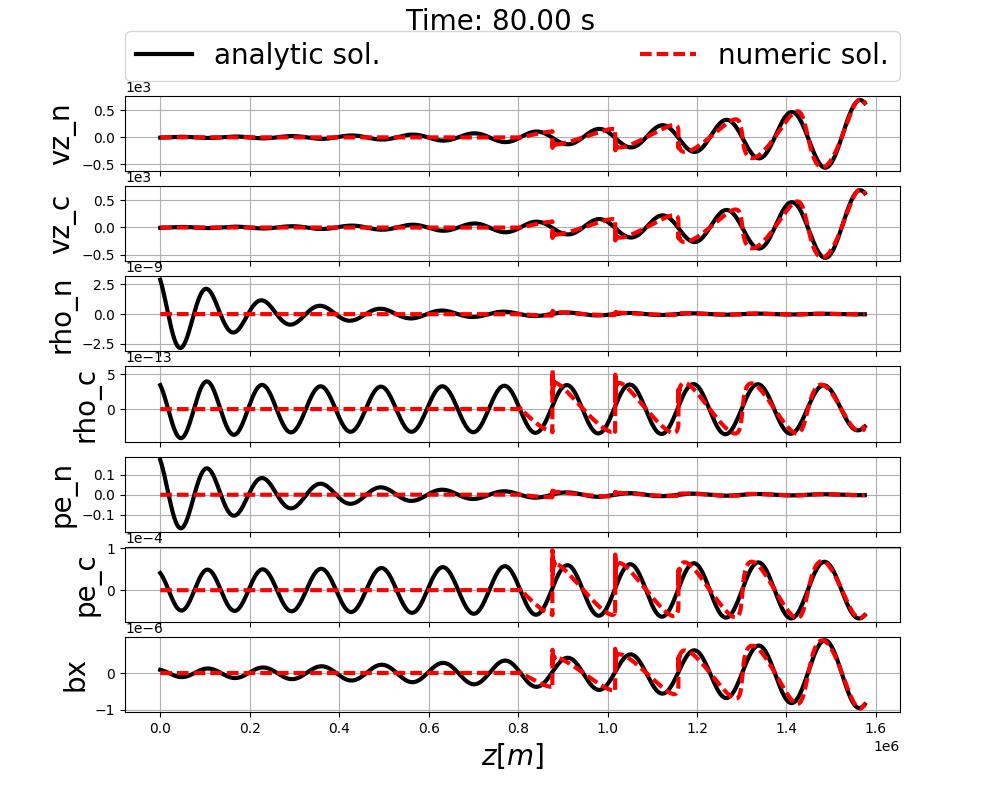 Time: 80.00 s
analytic sol. numeric sol.
1e3
vz_n
0.5
0.0
−0.5
1e3
vz_c
0.5
0.0
−0.5
1e−9
rho_n
2.5
0.0
−2.5
1e−13
rho_c
5
0
pe_n
0.1
0.0
−0.1
1e−4
pe_c
1
0
1e−6
bx
0
−1
0.0 0.2 0.4 0.6 0.8 1.0 1.2 1.4 1.6
1e6
z[m]